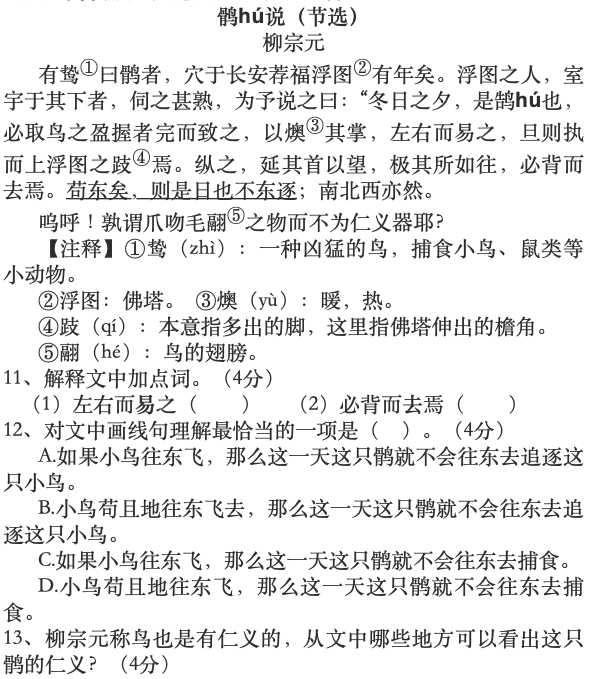 鹘hú说（节选）
柳宗元
有鸷①曰鹘者，穴于长安荐福浮图②有年矣。浮图之人，室
宇于其下者，伺之甚熟，为予说之曰：“冬日之夕，是鹄hú也，
必取鸟之盈握者完而致之，以燠③其掌，左右而易之，旦则执
而上浮图之跂④焉。纵之，延其首以望，极其所如往，必背而
去焉。苟东矣，则是日也不东逐；南北西亦然。
呜呼！孰谓爪吻毛翮⑤之物而不为仁义器耶？
【注释】①鸷（zhì）：一种凶猛的鸟，捕食小鸟、鼠类等
小动物。
②浮图：佛塔。 ③燠（yù）：暖，热。
④跂（qí）：本意指多出的脚，这里指佛塔伸出的檐角。
⑤翮（hé）：鸟的翅膀。
11、解释文中加点词。（4分）
（1）左右而易之（ ） （2）必背而去焉（ ）
12、对文中画线句理解最恰当的一项是（ ）。（4分）
A.如果小鸟往东飞，那么这一天这只鹘就不会往东去追逐这
只小鸟。
B.小鸟苟且地往东飞去，那么这一天这只鹘就不会往东去追
逐这只小鸟。
C.如果小鸟往东飞，那么这一天这只鹘就不会往东去捕食。
D.小鸟苟且地往东飞，那么这一天这只鹘就不会往东去捕
食。
13、柳宗元称鸟也是有仁义的，从文中哪些地方可以看出这只
鹘的仁义？（4分）